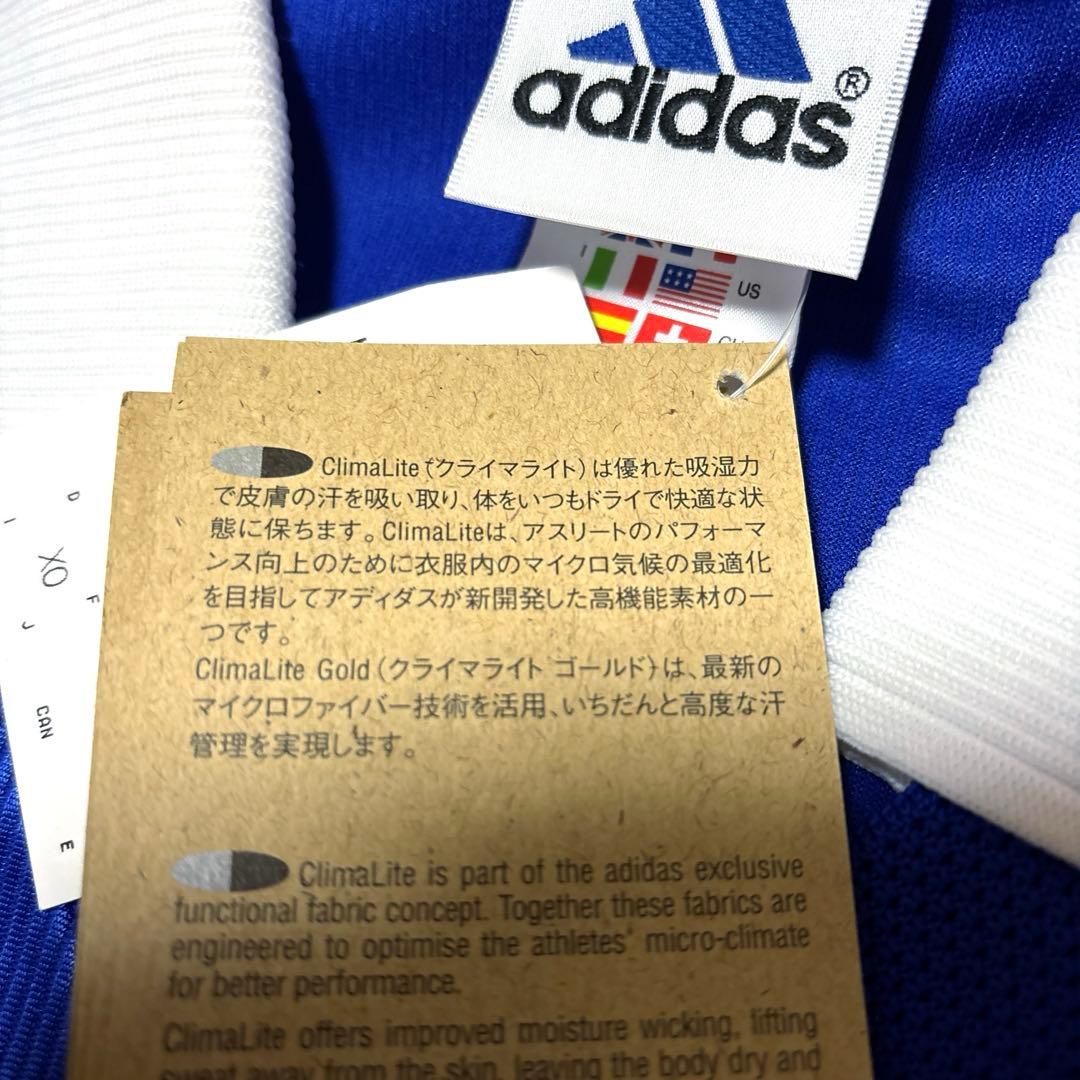 adidas®
US
ClimaLite(クライマライト)は優れた吸湿力
で皮膚の汗を吸い取り、体をいつもドライで快適な状
態に保ちます。ClimaLiteは、アスリートのパフォーマ
ンス向上のために衣服内のマイクロ気候の最適化
を目指してアディダスが新開発した高機能素材の一
つです。
ClimaLite Gold(クライマライト ゴールド)は、最新の
マイクロファイバー技術を活用、いちだんと高度な汗
管理を実現します。
D
I
XO
F
J
CAN
E
ClimaLite is part of the adidas exclusive
functional fabric concept. Together these fabrics are
engineered to optimise the athletes' micro-climate
for better performance.
ClimaLite offers improved moisture wicking, lifting
sweat away from the skin, leaving the body dry and